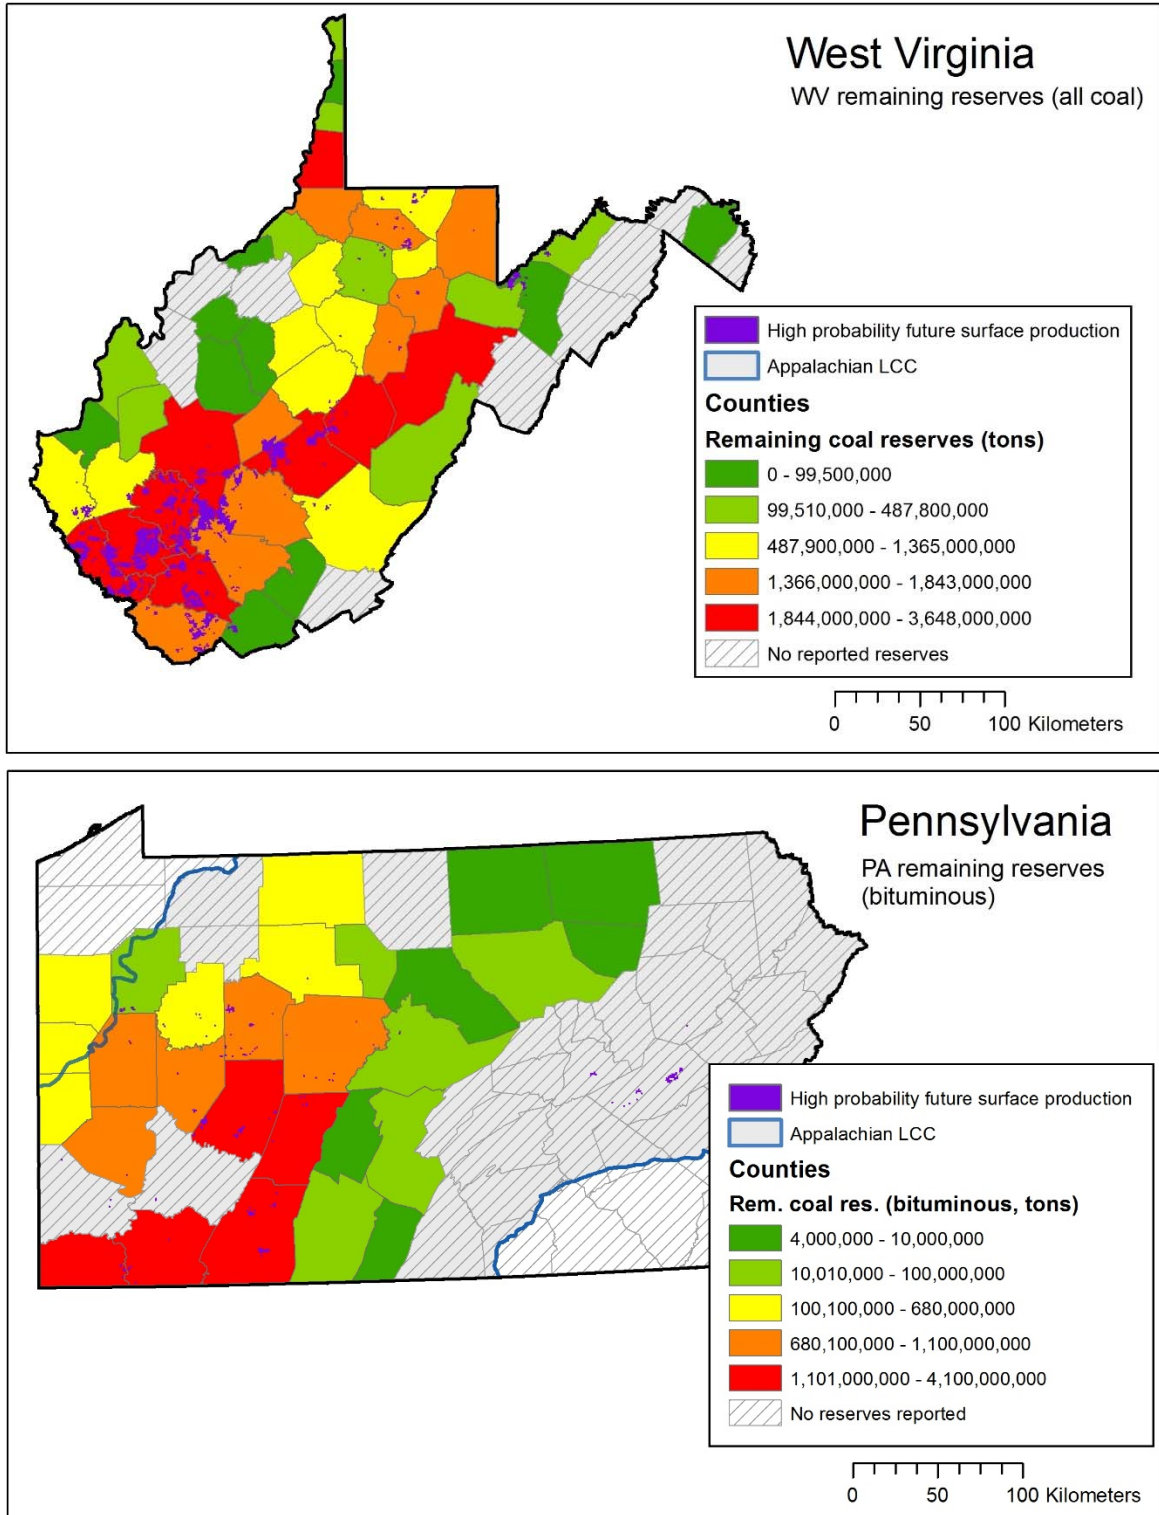 West Virginia
WV remaining reserves (all coal)
High probability future surface production
Appalachian LCC
Counties
Remaining coal reserves (tons)
0 - 99,500,000
99,510,000 - 487,800,000
487,900,000 - 1,365,000,000
1,366,000,000 - 1,843,000,000
1,844,000,000 - 3,648,000,000
No reported reserves
0 50 100 Kilometers
Pennsylvania
PA remaining reserves
(bituminous)
High probability future surface production
Appalachian LCC
Counties
Rem. coal res. (bituminous, tons)
4,000,000 - 10,000,000
10,010,000 - 100,000,000
100,100,000 - 680,000,000
680,100,000 - 1,100,000,000
1,101,000,000 - 4,100,000,000
No reserves reported
0 50 100 Kilometers